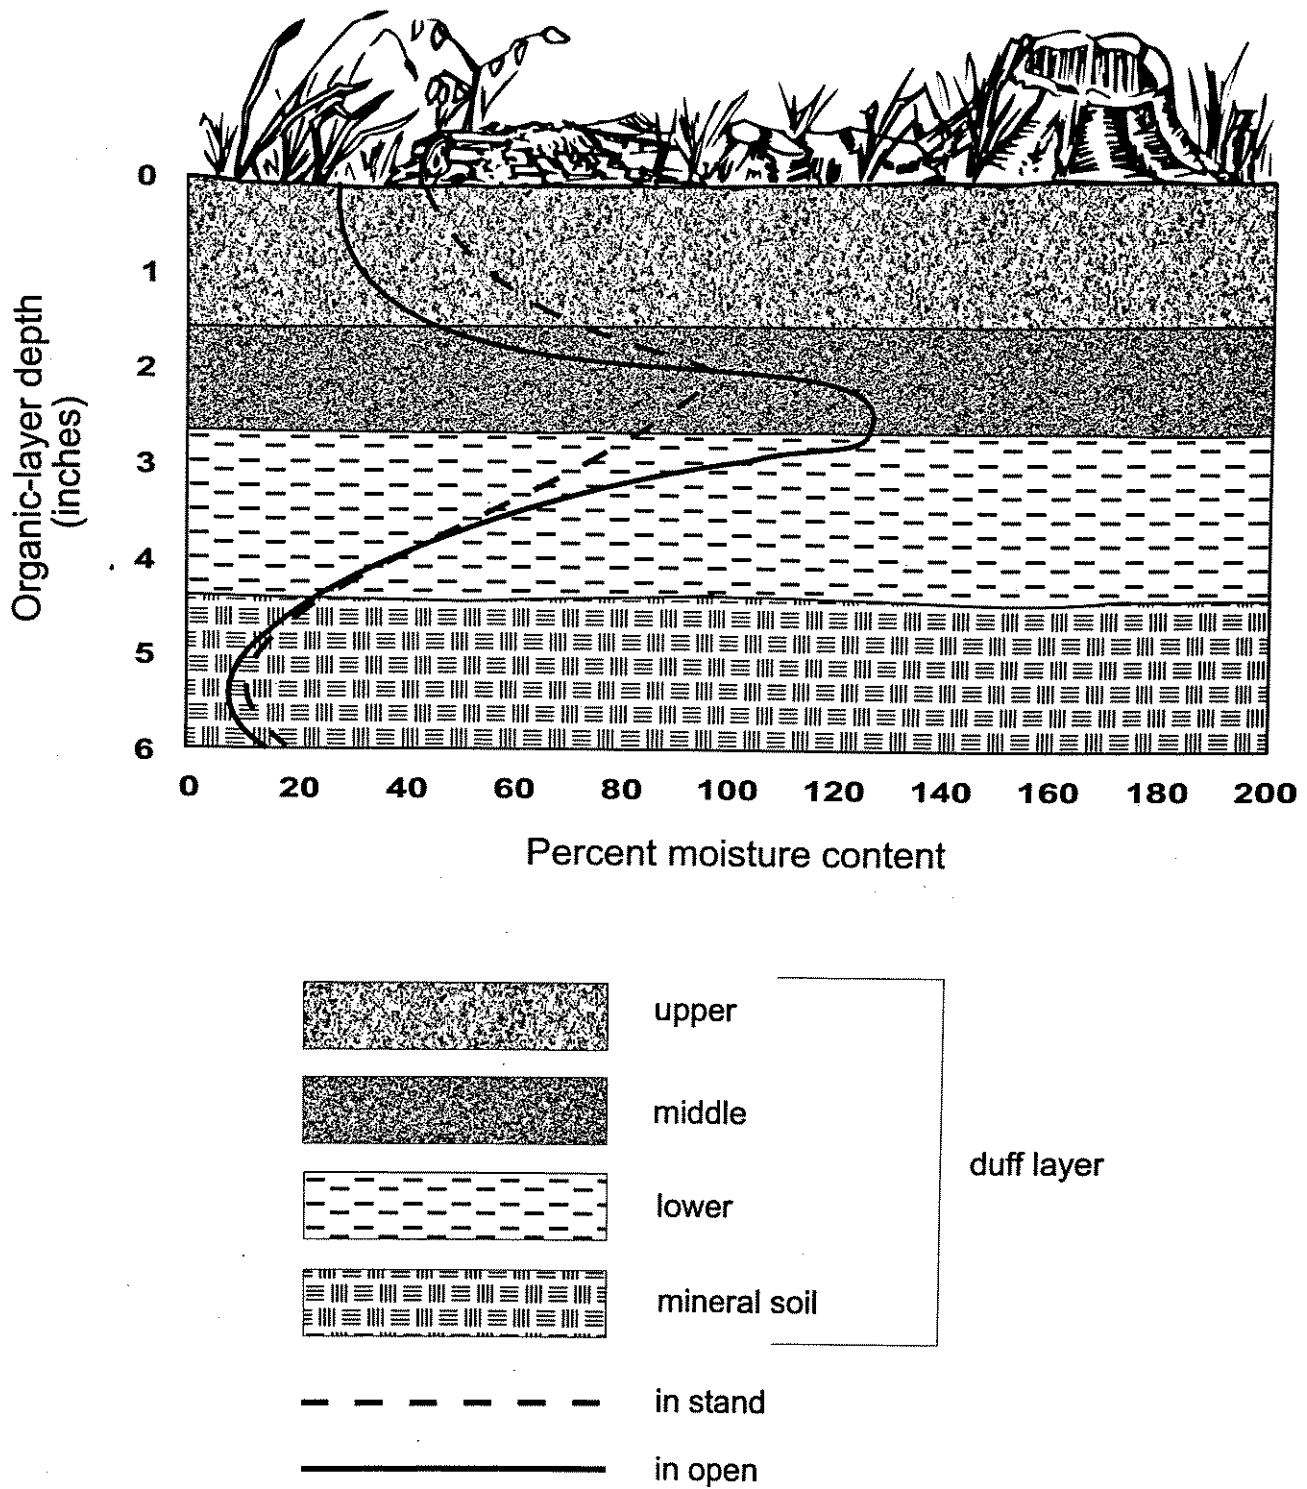 0
1
2
3
4
5
6
Organic-layer depth
(inches)
0 20 40 60 80 100 120 140 160 180 200
Percent moisture content
upper
middle
lower
mineral soil
duff layer
in stand
in open